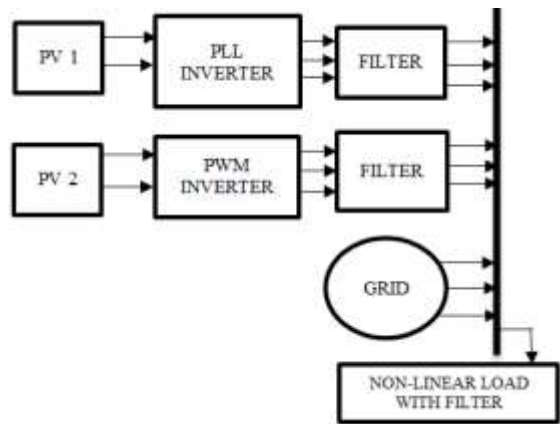 PV 1
PLL
INVERTER
FILTER
PV 2
PWM
INVERTER
FILTER
GRID
NON-LINEAR LOAD
WITH FILTER